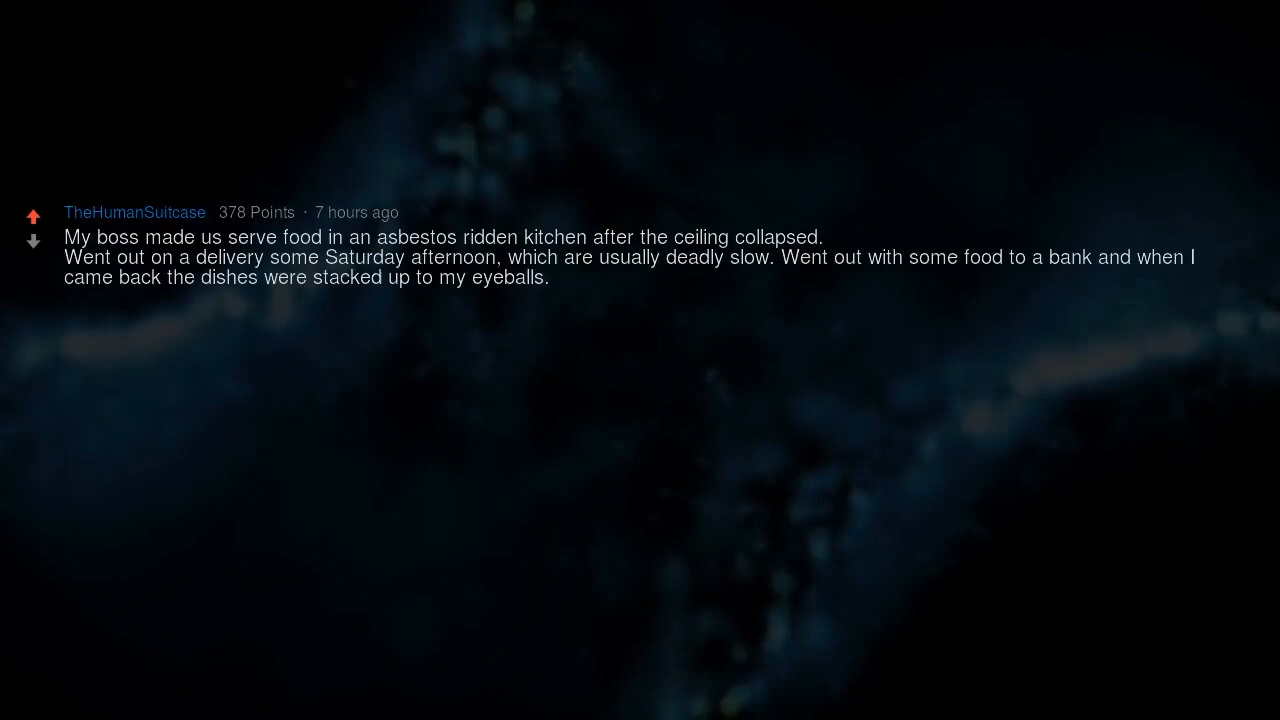 TheHumanSuitcase 378 Points · 7 hours ago
My boss made us serve food in an asbestos ridden kitchen after the ceiling collapsed.
Went out on a delivery some Saturday afternoon, which are usually deadly slow. Went out with some food to a bank and when I
came back the dishes were stacked up to my eyeballs.